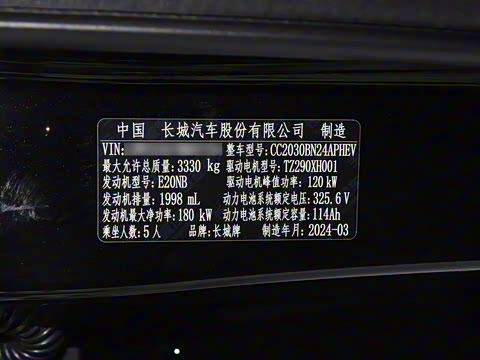 中国 长城汽车股份有限公司 制造
VIN: 整车型号:CC2030BN24APHEV
最大允许总质量:3330 kg 驱动电机型号:TZ290XH001
发动机型号:E20NB 驱动电机峰值功率:120 kW
发动机排量:1998 mL 动力电池系统额定电压:325.6 V
发动机最大净功率:180 kW 动力电池系统额定容量:114Ah
乘坐人数:5人 品牌:长城牌 制造年月:2024-03